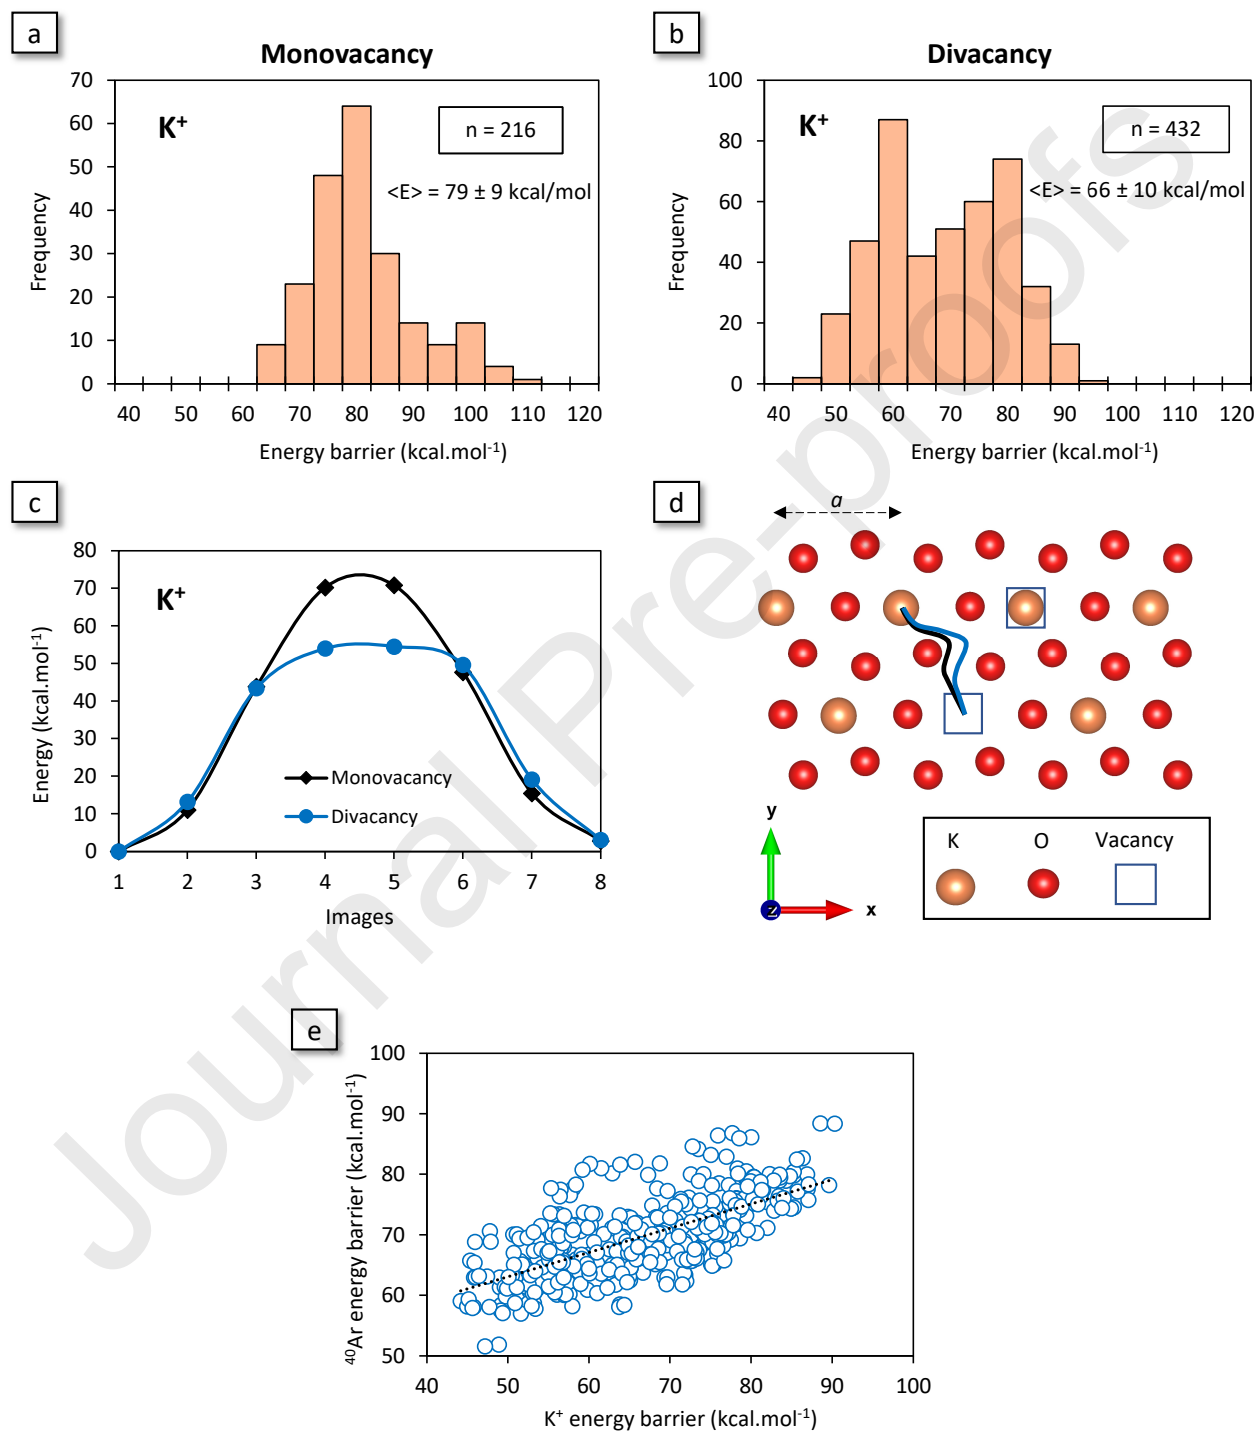 a
Monovacancy
K+
n = 216
<E> = 79 ± 9 kcal/mol
Frequency
70
60
50
40
30
20
10
0
40 50 60 70 80 90 100 110 120
Energy barrier (kcal.mol-1)
b
Divacancy
K+
n = 432
<E> = 66 ± 10 kcal/mol
Frequency
100
80
60
40
20
0
40 50 60 70 80 90 100 110 120
Energy barrier (kcal.mol-1)
c
K+
Energy (kcal.mol-1)
80
70
60
50
40
30
20
10
0
Monovacancy
Divacancy
1 2 3 4 5 6 7 8
Images
d
a
y
z
x
K O Vacancy
e
40Ar energy barrier (kcal.mol-1)
100
90
80
70
60
50
40 50 60 70 80 90 100
K+ energy barrier (kcal.mol-1)
Journal Pre-proofs